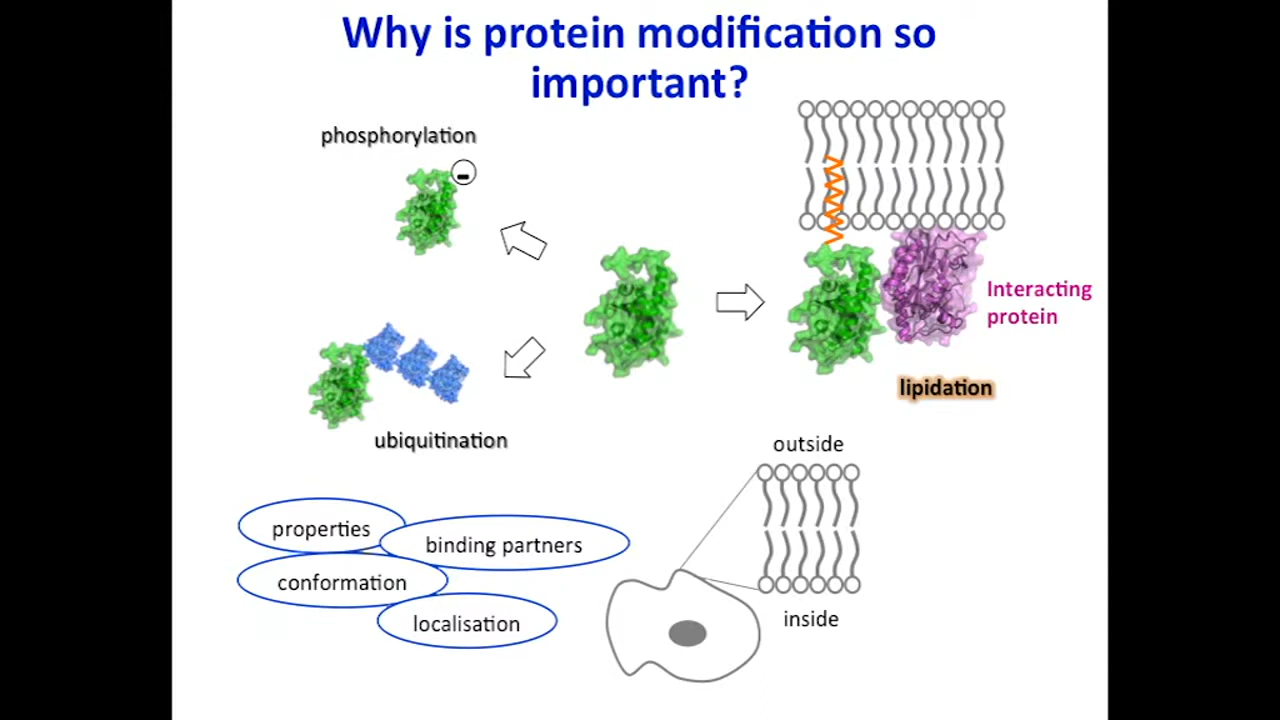 Why is protein modification so
important?
phosphorylation
-
Interacting
protein
lipidation
ubiquitination
outside
properties
binding partners
conformation
localisation
inside